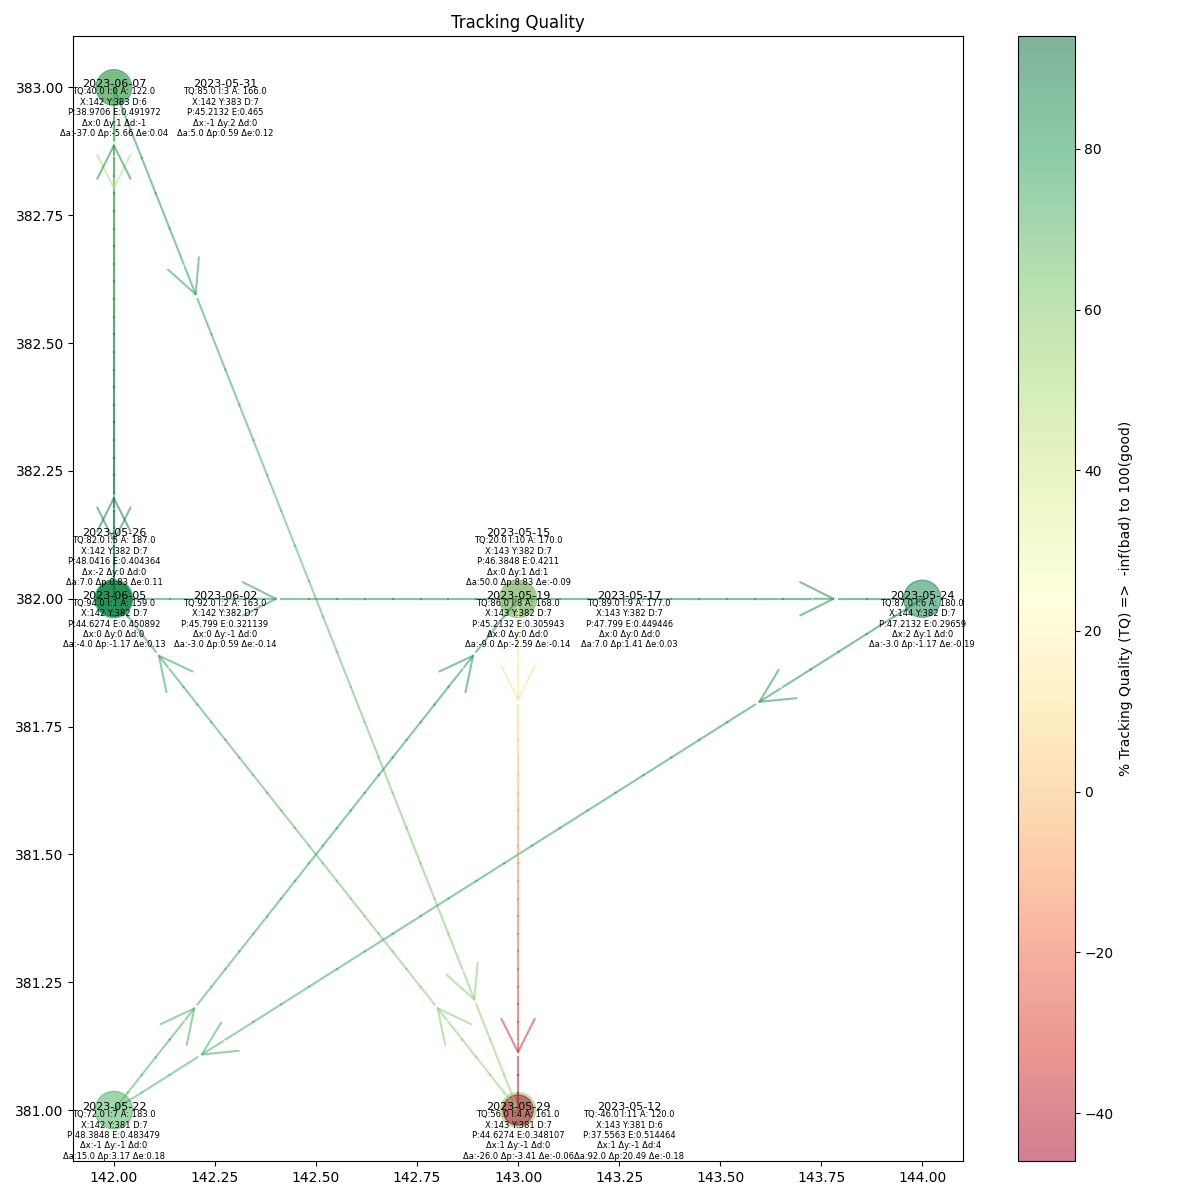 Tracking Quality
383.00
382.75
382.50
382.25
382.00
381.75
381.50
381.25
381.00
2023-06-07
TQ:40.0 I:0 A: 122.0
X:142 Y:383 D:6
P:38.9706 E:0.491972
Δx:0 Δy:1 Δd:-1
Δa:-37.0 Δp:-5.66 Δe:0.04
2023-05-31
TQ:85.0 I:3 A: 166.0
X:142 Y:383 D:7
P:45.2132 E:0.465
Δx:-1 Δy:2 Δd:0
Δa:5.0 Δp:0.59 Δe:0.12
2023-05-26
TQ:82.0 I:5 A: 187.0
X:142 Y:382 D:7
P:48.0416 E:0.404364
Δx:-2 Δy:0 Δd:0
Δa:7.0 Δp:0.83 Δe:0.11
2023-05-15
TQ:20.0 I:10 A: 170.0
X:143 Y:382 D:7
P:46.3848 E:0.4211
Δx:0 Δy:1 Δd:1
Δa:50.0 Δp:8.83 Δe:-0.09
2023-06-05
TQ:94.0 I:1 A: 159.0
X:142 Y:382 D:7
P:44.6274 E:0.450892
Δx:0 Δy:0 Δd:0
Δa:-4.0 Δp:-1.17 Δe:0.13
2023-06-02
TQ:92.0 I:2 A: 163.0
X:142 Y:382 D:7
P:45.799 E:0.321139
Δx:0 Δy:-1 Δd:0
Δa:-3.0 Δp:0.59 Δe:-0.14
2023-05-19
TQ:86.0 I:8 A: 168.0
X:143 Y:382 D:7
P:45.2132 E:0.305943
Δx:0 Δy:0 Δd:0
Δa:-9.0 Δp:-2.59 Δe:-0.14
2023-05-17
TQ:89.0 I:9 A: 177.0
X:143 Y:382 D:7
P:47.799 E:0.449446
Δx:0 Δy:0 Δd:0
Δa:7.0 Δp:1.41 Δe:0.03
2023-05-24
TQ:87.0 I:6 A: 180.0
X:144 Y:382 D:7
P:47.2132 E:0.29659
Δx:2 Δy:1 Δd:0
Δa:-3.0 Δp:-1.17 Δe:-0.19
2023-05-22
TQ:72.0 I:7 A: 183.0
X:142 Y:381 D:7
P:48.3848 E:0.483479
Δx:-1 Δy:-1 Δd:0
Δa:15.0 Δp:3.17 Δe:0.18
2023-05-29
TQ:56.0 I:4 A: 161.0
X:143 Y:381 D:7
P:44.6274 E:0.348107
Δx:1 Δy:-1 Δd:0
Δa:-26.0 Δp:-3.41 Δe:-0.06
2023-05-12
TQ:-46.0 I:11 A: 120.0
X:143 Y:381 D:6
P:37.5563 E:0.514464
Δx:1 Δy:-1 Δd:4
Δa:92.0 Δp:20.49 Δe:-0.18
142.00
142.25
142.50
142.75
143.00
143.25
143.50
143.75
144.00
80
60
40
20
0
−20
−40
% Tracking Quality (TQ) => -inf(bad) to 100(good)